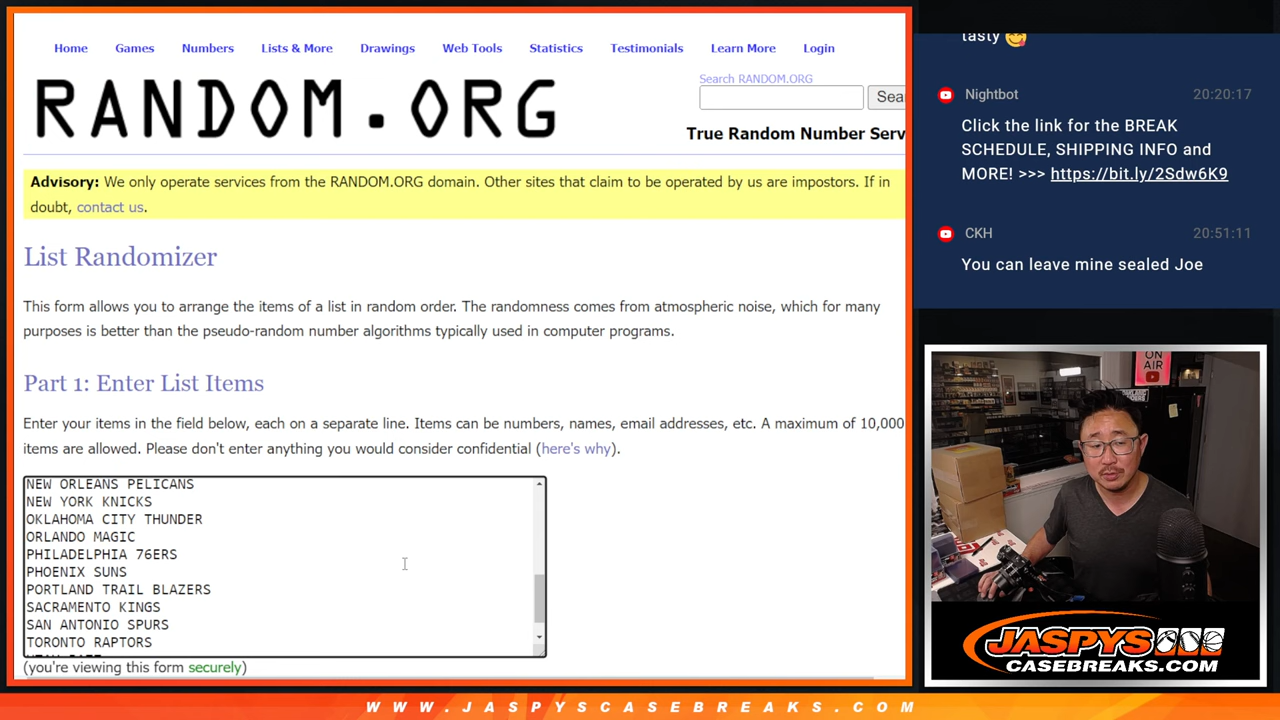 Home Games Numbers Lists & More Drawings Web Tools Statistics Testimonials Learn More Login
RANDOM.ORG
Search RANDOM.ORG
Sea
True Random Number Serv
Advisory: We only operate services from the RANDOM.ORG domain. Other sites that claim to be operated by us are impostors. If in
doubt, contact us.
List Randomizer
This form allows you to arrange the items of a list in random order. The randomness comes from atmospheric noise, which for many
purposes is better than the pseudo-random number algorithms typically used in computer programs.
Part 1: Enter List Items
Enter your items in the field below, each on a separate line. Items can be numbers, names, email addresses, etc. A maximum of 10,000
items are allowed. Please don't enter anything you would consider confidential (here's why).
NEW ORLEANS PELICANS
NEW YORK KNICKS
OKLAHOMA CITY THUNDER
ORLANDO MAGIC
PHILADELPHIA 76ERS
PHOENIX SUNS
PORTLAND TRAIL BLAZERS
SACRAMENTO KINGS
SAN ANTONIO SPURS
TORONTO RAPTORS
(you're viewing this form securely)
tasty 😋
Nightbot 20:20:17
Click the link for the BREAK
SCHEDULE, SHIPPING INFO and
MORE! >>> https://bit.ly/2Sdw6K9
CKH 20:51:11
You can leave mine sealed Joe
ON
AIR
JASPYS
CASEBREAKS.COM
WWW.JASPYSCASEBREAKS.COM